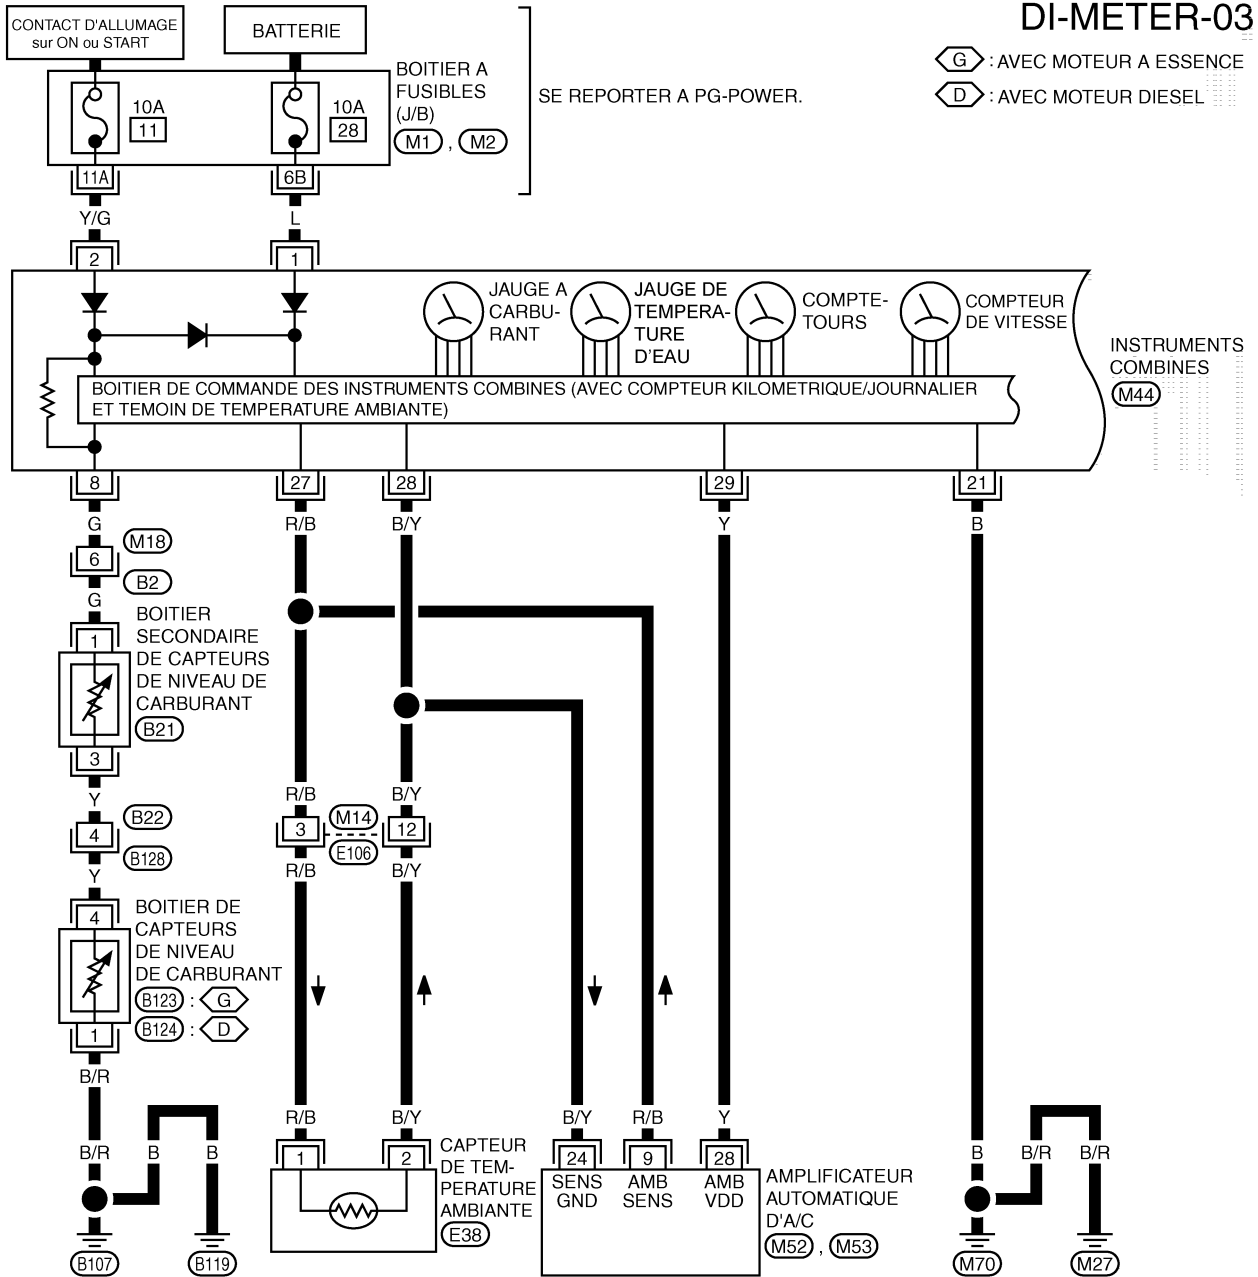 DI-METER-03
CONTACT D'ALLUMAGE
sur ON ou START
BATTERIE
G : AVEC MOTEUR A ESSENCE
D : AVEC MOTEUR DIESEL
10A
11
10A
28
BOITIER A
FUSIBLES
(J/B)
M1 , M2
SE REPORTER A PG-POWER.
11A
6B
Y/G
L
2
1
JAUGE A
CARBU-
RANT
JAUGE DE
TEMPERA-
TURE
D'EAU
COMPTE-
TOURS
COMPTEUR
DE VITESSE
INSTRUMENTS
COMBINES
M44
BOITIER DE COMMANDE DES INSTRUMENTS COMBINES (AVEC COMPTEUR KILOMETRIQUE/JOURNALIER
ET TEMOIN DE TEMPERATURE AMBIANTE)
8
27
28
29
21
G
R/B
B/Y
Y
B
6
M18
B2
G
1
BOITIER
SECONDAIRE
DE CAPTEURS
DE NIVEAU DE
CARBURANT
B21
3
Y
4
B22
B128
Y
R/B
B/Y
3
M14
E106
12
R/B
B/Y
4
BOITIER DE
CAPTEURS
DE NIVEAU
DE CARBURANT
B123 : G
B124 : D
1
B/R
B/R
B
B
B107
B119
R/B
B/Y
B/Y
R/B
Y
1
2
CAPTEUR
DE TEM-
PERATURE
AMBIANTE
E38
24
9
28
SENS
GND
AMB
SENS
AMB
VDD
AMPLIFICATEUR
AUTOMATIQUE
D'A/C
M52 , M53
B
B/R
B/R
M70
M27